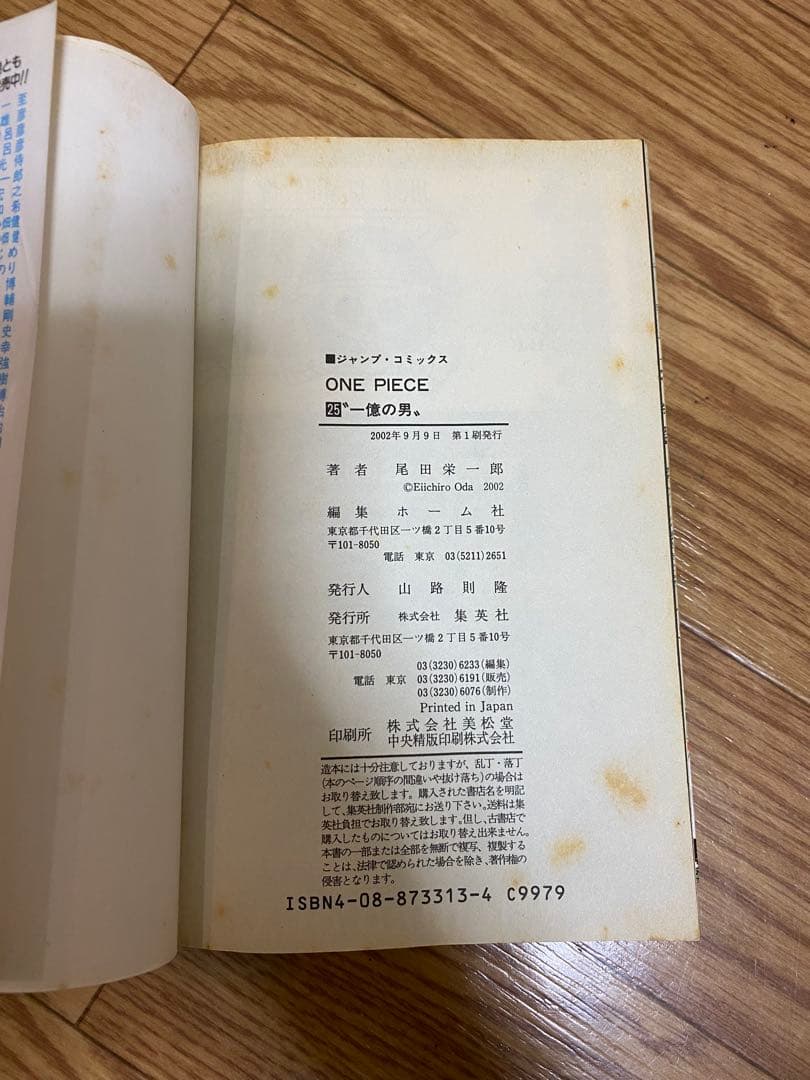 ■ジャンプ・コミックス
ONE PIECE
25〝一億の男〟
2002年9月9日 第1刷発行
著者 尾田栄一郎
©Eiichiro Oda 2002
編集 ホーム社
東京都千代田区一ツ橋2丁目5番10号
〒101-8050
電話 東京 03(5211)2651
発行人 山路則隆
発行所 株式会社 集英社
東京都千代田区一ツ橋2丁目5番10号
〒101-8050
03(3230)6233(編集)
電話 東京 03(3230)6191(販売)
03(3230)6076(制作)
Printed in Japan
印刷所 株式会社美松堂
中央精版印刷株式会社
造本には十分注意しておりますが、乱丁・落丁
(本のページ順序の間違いや抜け落ち)の場合は
お取り替え致します。購入された書店名を明記
して、集英社制作部宛にお送り下さい。送料は集
英社負担でお取り替え致します。但し、古書店で
購入したものについてはお取り替え出来ません。
本書の一部または全部を無断で複写、複製する
ことは、法律で認められた場合を除き、著作権の
侵害となります。
ISBN4-08-873313-4 C9979